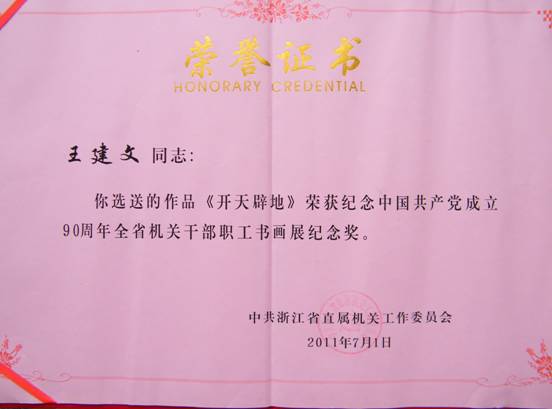 荣誉证书
HONORARY CREDENTIAL
王建文 同志：
你选送的作品《开天辟地》荣获纪念中国共产党成立
90周年全省机关干部职工书画展纪念奖。
中共浙江省直属机关工作委员会
2011年7月1日